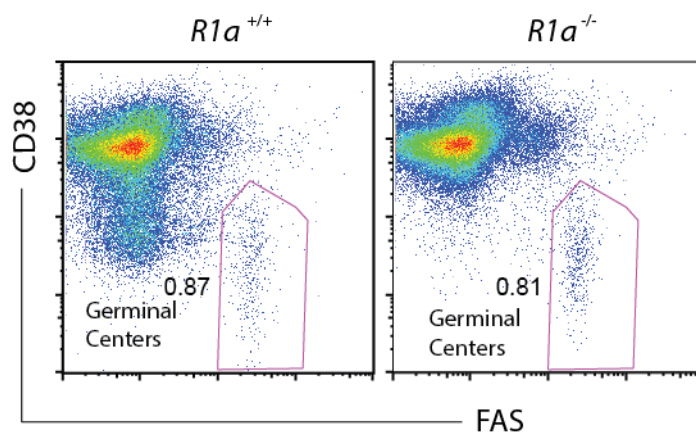 R1a +/+
R1a -/-
CD38
0.87
Germinal
Centers
0.81
Germinal
Centers
FAS